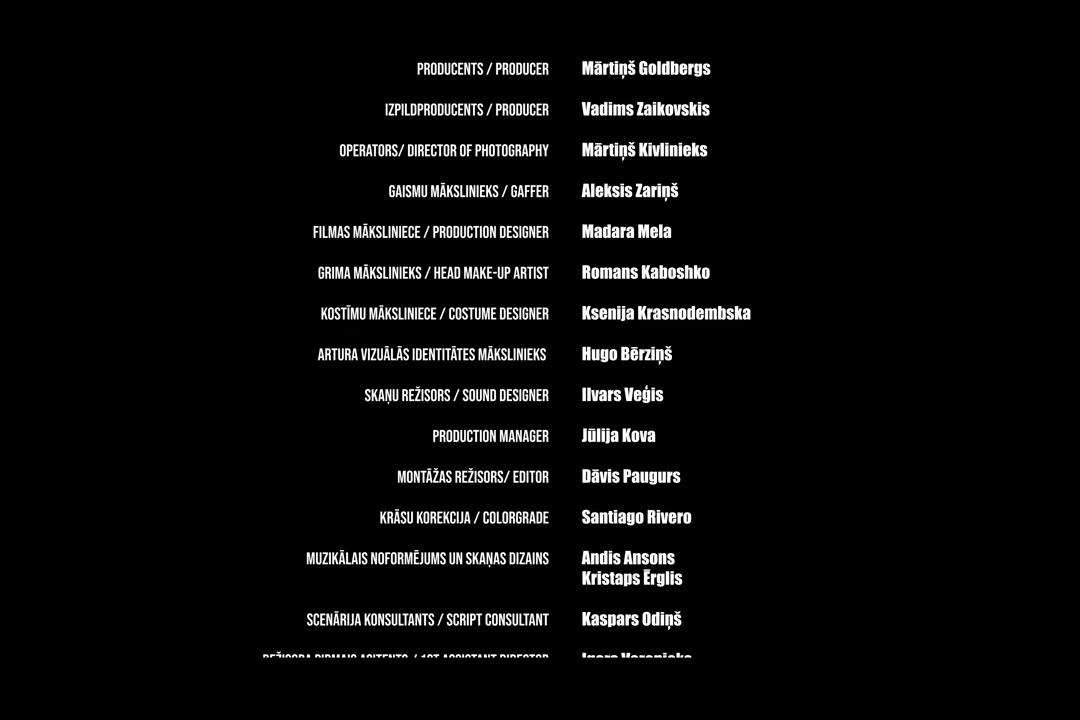 PRODUCENTS / PRODUCER Mārtiņš Goldbergs
IZPILDPRODUCENTS / PRODUCER Vadims Zaikovskis
OPERATORS/ DIRECTOR OF PHOTOGRAPHY Mārtiņš Kivlinieks
GAISMU MĀKSLINIEKS / GAFFER Aleksis Zariņš
FILMAS MĀKSLINIECE / PRODUCTION DESIGNER Madara Mela
GRIMA MĀKSLINIEKS / HEAD MAKE-UP ARTIST Romans Kaboshko
KOSTĪMU MĀKSLINIECE / COSTUME DESIGNER Ksenija Krasnodembska
ARTURA VIZUĀLĀS IDENTITĀTES MĀKSLINIEKS Hugo Bērziņš
SKAŅU REŽISORS / SOUND DESIGNER Ilvars Veģis
PRODUCTION MANAGER Jūlija Kova
MONTĀŽAS REŽISORS/ EDITOR Dāvis Paugurs
KRĀSU KOREKCIJA / COLORGRADE Santiago Rivero
MUZIKĀLAIS NOFORMĒJUMS UN SKAŅAS DIZAINS Andis Ansons
Kristaps Ērglis
SCENĀRIJA KONSULTANTS / SCRIPT CONSULTANT Kaspars Odiņš
/ 1ST ASSISTANT DIRECTOR